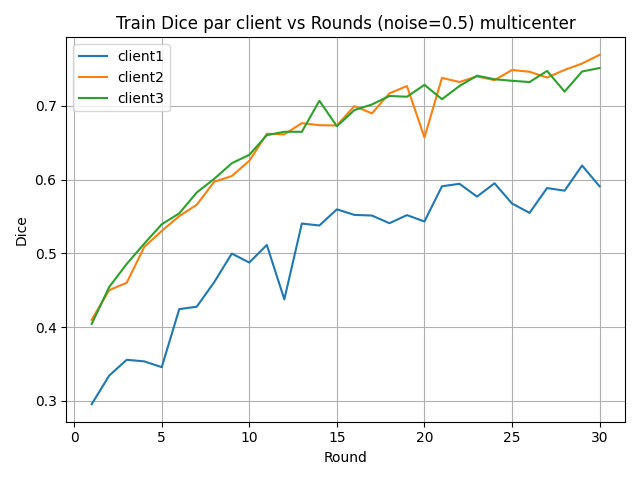 Train Dice par client vs Rounds (noise=0.5) multicenter
client1
client2
client3
Dice
0.7
0.6
0.5
0.4
0.3
0 5 10 15 20 25 30
Round